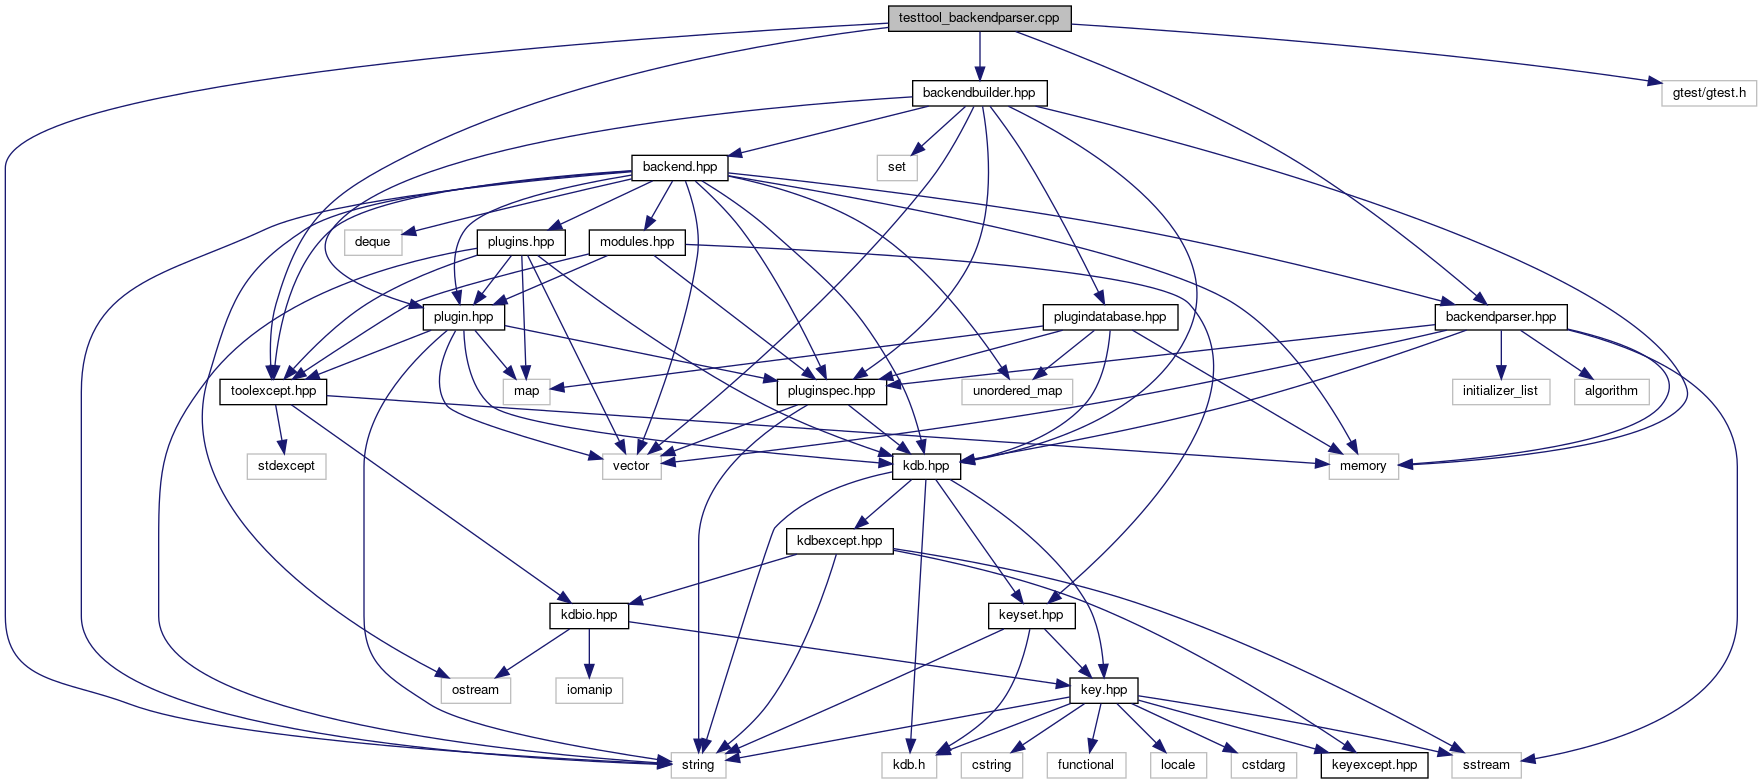 testtool_backendparser.cpp
backendbuilder.hpp
gtest/gtest.h
backend.hpp
set
deque
plugins.hpp
modules.hpp
plugin.hpp
plugindatabase.hpp
backendparser.hpp
toolexcept.hpp
map
pluginspec.hpp
unordered_map
initializer_list
algorithm
stdexcept
vector
kdb.hpp
memory
kdbexcept.hpp
kdbio.hpp
keyset.hpp
ostream
iomanip
key.hpp
string
kdb.h
cstring
functional
locale
cstdarg
keyexcept.hpp
sstream